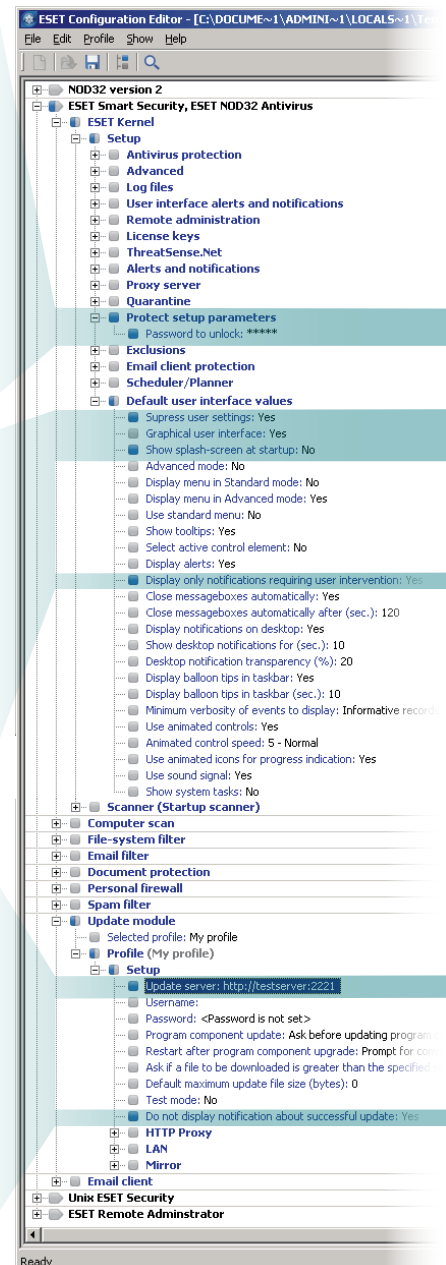 ESET Configuration Editor - [C:\DOCUME~1\ADMINI~1\LOCALS~1\Te
File Edit Profile Show Help
NOD32 version 2
ESET Smart Security, ESET NOD32 Antivirus
ESET Kernel
Setup
Antivirus protection
Advanced
Log files
User interface alerts and notifications
Remote administration
License keys
ThreatSense.Net
Alerts and notifications
Proxy server
Quarantine
Protect setup parameters
Password to unlock: *****
Exclusions
Email client protection
Scheduler/Planner
Default user interface values
Supress user settings: Yes
Graphical user interface: Yes
Show splash-screen at startup: No
Advanced mode: No
Display menu in Standard mode: No
Display menu in Advanced mode: Yes
Use standard menu: No
Show tooltips: Yes
Select active control element: No
Display alerts: Yes
Display only notifications requiring user intervention: Yes
Close messageboxes automatically: Yes
Close messageboxes automatically after (sec.): 120
Display notifications on desktop: Yes
Show desktop notifications for (sec.): 10
Desktop notification transparency (%): 20
Display balloon tips in taskbar: Yes
Display balloon tips in taskbar (sec.): 10
Minimum verbosity of events to display: Informative record
Use animated controls: Yes
Animated control speed: 5 - Normal
Use animated icons for progress indication: Yes
Use sound signal: Yes
Show system tasks: No
Scanner (Startup scanner)
Computer scan
File-system filter
Email filter
Document protection
Personal firewall
Spam filter
Update module
Selected profile: My profile
Profile (My profile)
Setup
Update server: http://testserver:2221
Username:
Password: <Password is not set>
Program component update: Ask before updating program
Restart after program component upgrade: Prompt for
Ask if a file to be downloaded is greater than the specified
Default maximum update file size (bytes): 0
Test mode: No
Do not display notification about successful update: Yes
HTTP Proxy
LAN
Mirror
Email client
Unix ESET Security
ESET Remote Adminstrator
Ready